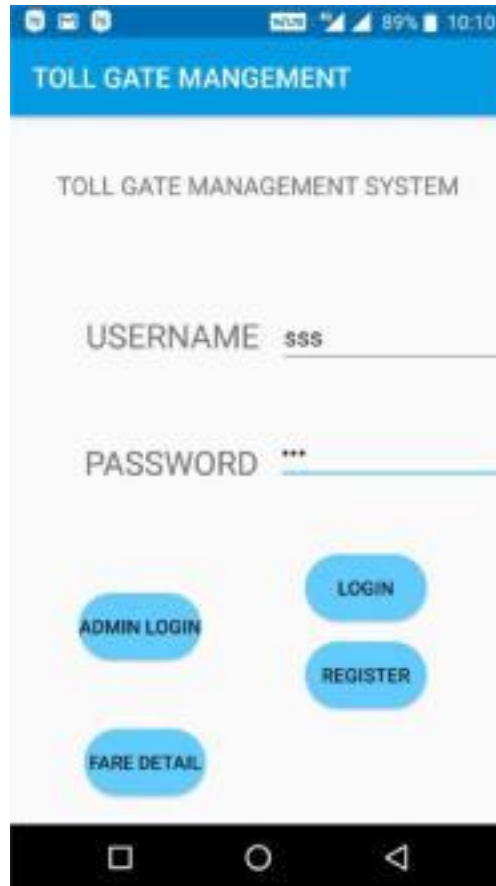 89% 10:10
TOLL GATE MANGEMENT
TOLL GATE MANAGEMENT SYSTEM
USERNAME sss
PASSWORD •••
LOGIN
ADMIN LOGIN
REGISTER
FARE DETAIL